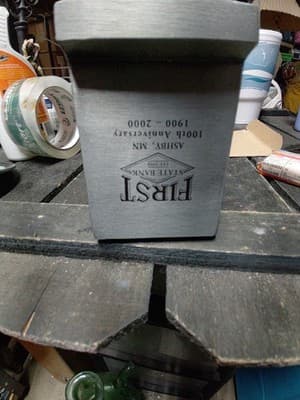 FIRST
STATE BANK
ASHBY, MN
100th Anniversary
1900 - 2000